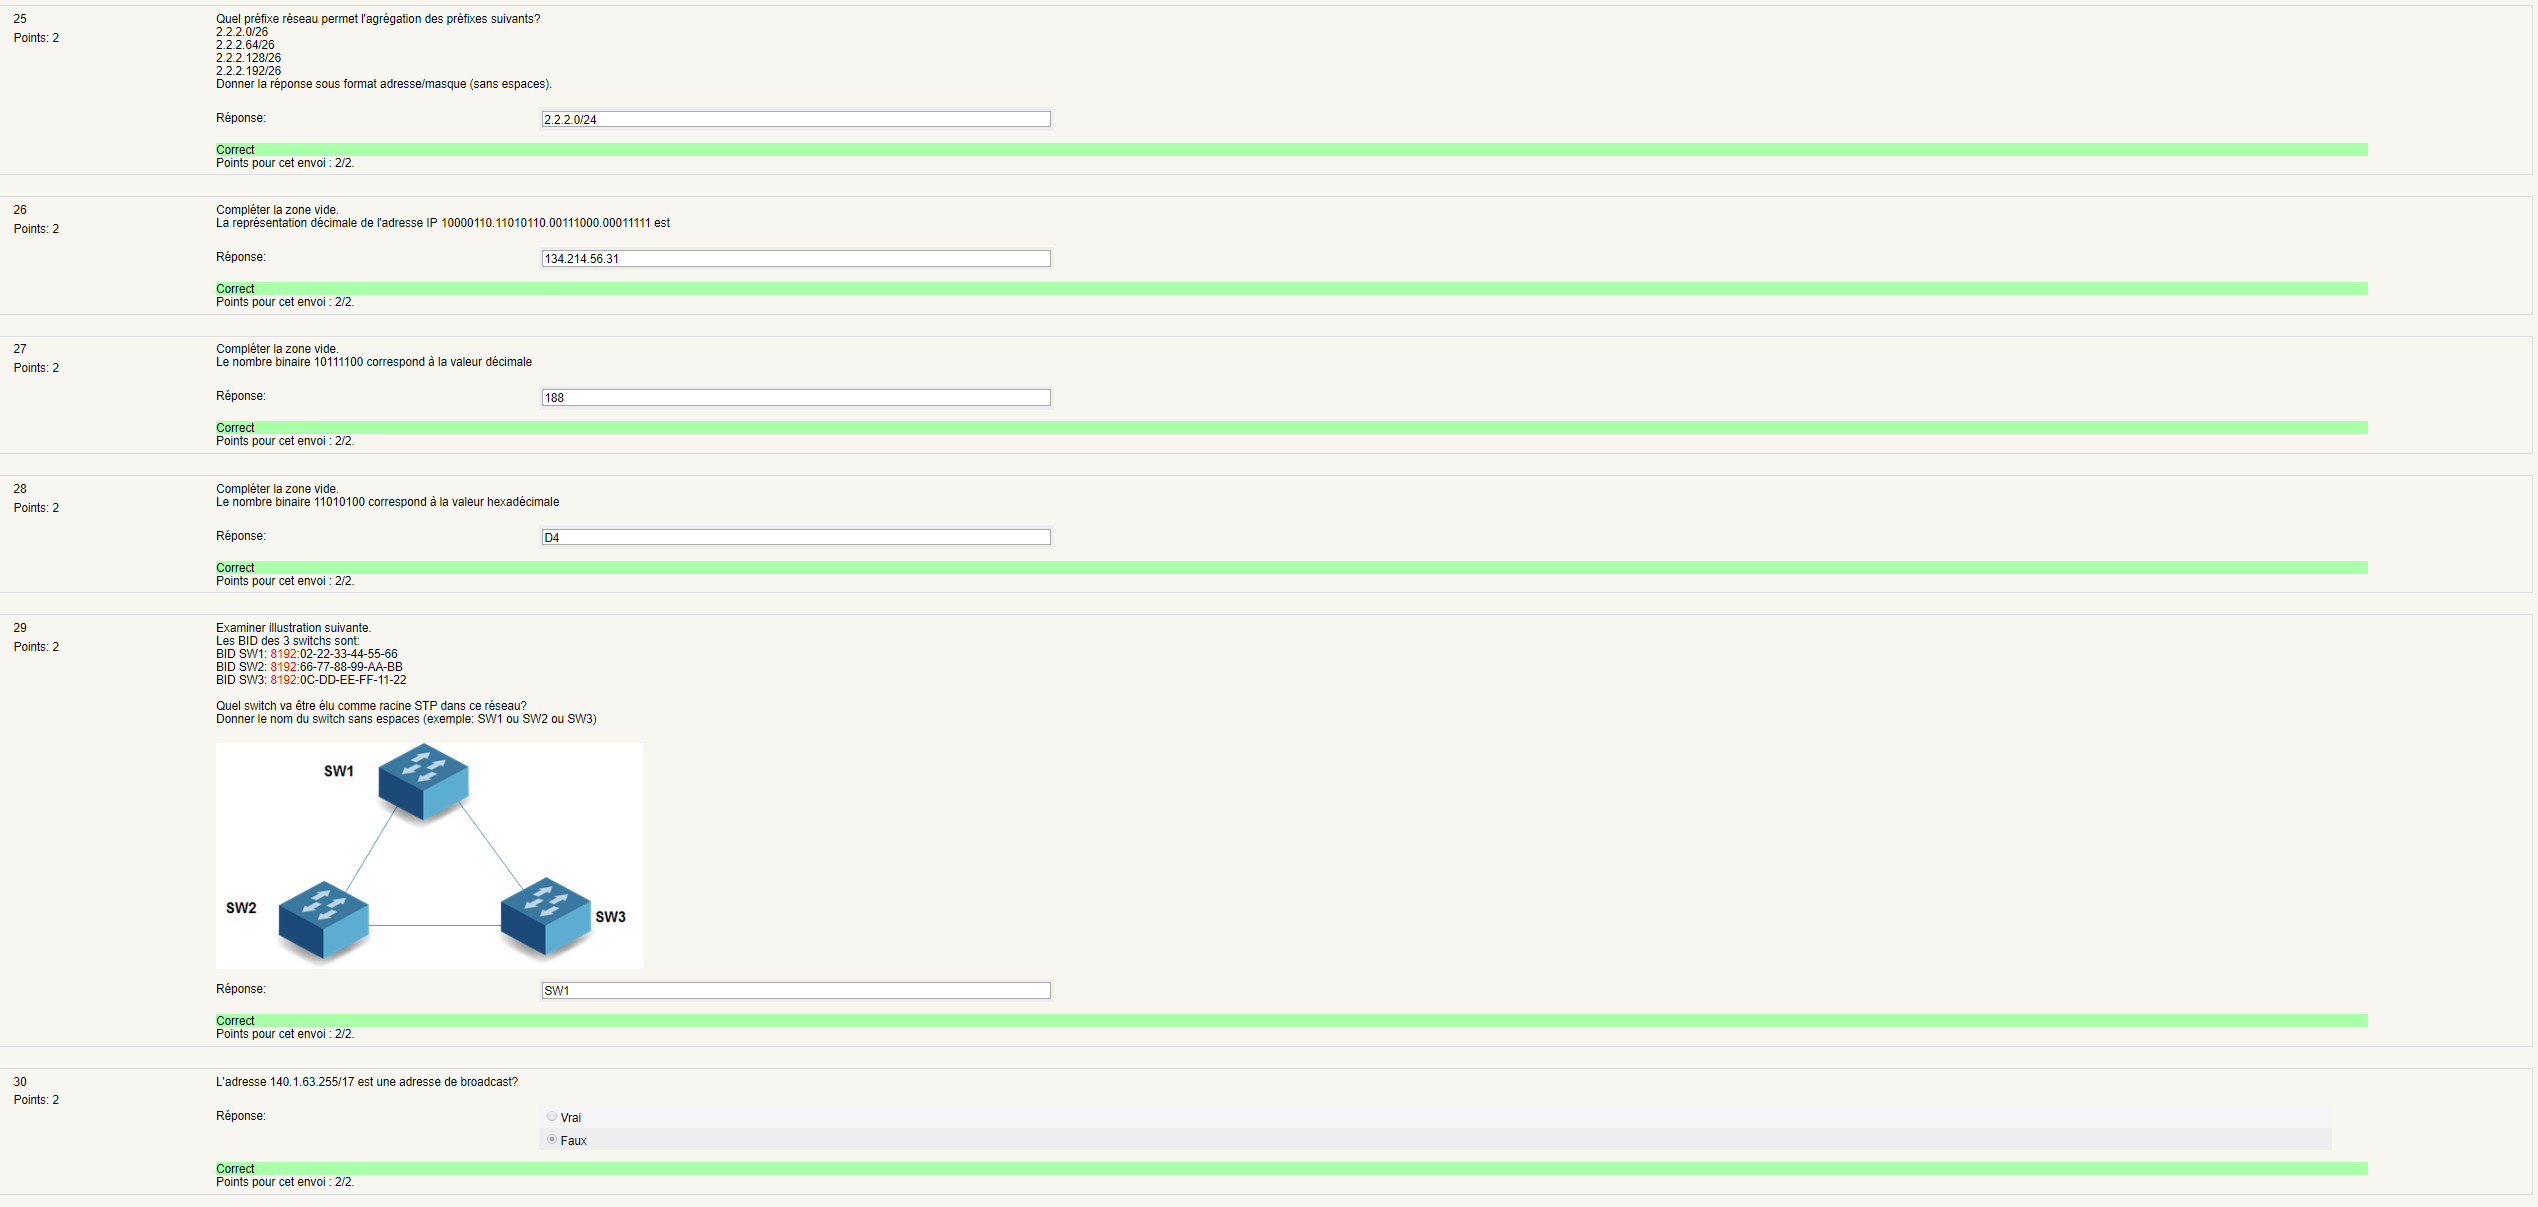 25
Points: 2
Quel préfixe réseau permet l'agrégation des préfixes suivants?
2.2.2.0/26
2.2.2.64/26
2.2.2.128/26
2.2.2.192/26
Donner la réponse sous format adresse/masque (sans espaces).
Réponse:
2.2.2.0/24
Correct
Points pour cet envoi : 2/2.
26
Points: 2
Compléter la zone vide.
La représentation décimale de l'adresse IP 10000110.11010110.00111000.00011111 est
Réponse:
134.214.56.31
Correct
Points pour cet envoi : 2/2.
27
Points: 2
Compléter la zone vide.
Le nombre binaire 10111100 correspond à la valeur décimale
Réponse:
188
Correct
Points pour cet envoi : 2/2.
28
Points: 2
Compléter la zone vide.
Le nombre binaire 11010100 correspond à la valeur hexadécimale
Réponse:
D4
Correct
Points pour cet envoi : 2/2.
29
Points: 2
Examiner illustration suivante.
Les BID des 3 switchs sont:
BID SW1: 8192:02-22-33-44-55-66
BID SW2: 8192:66-77-88-99-AA-BB
BID SW3: 8192:0C-DD-EE-FF-11-22
Quel switch va être élu comme racine STP dans ce réseau?
Donner le nom du switch sans espaces (exemple: SW1 ou SW2 ou SW3)
SW1
SW2
SW3
Réponse:
SW1
Correct
Points pour cet envoi : 2/2.
30
Points: 2
L'adresse 140.1.63.255/17 est une adresse de broadcast?
Réponse:
Vrai
Faux
Correct
Points pour cet envoi : 2/2.